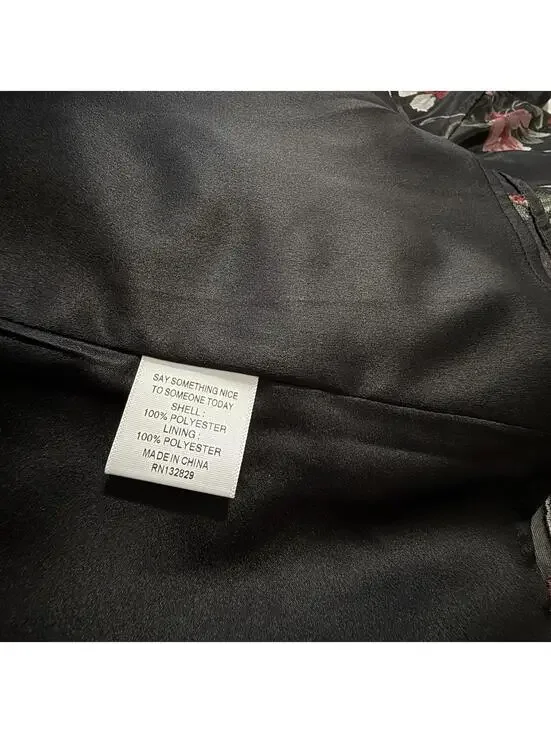 SAY SOMETHING NICE
TO SOMEONE TODAY
SHELL :
100% POLYESTER
LINING :
100% POLYESTER
MADE IN CHINA
RN132829